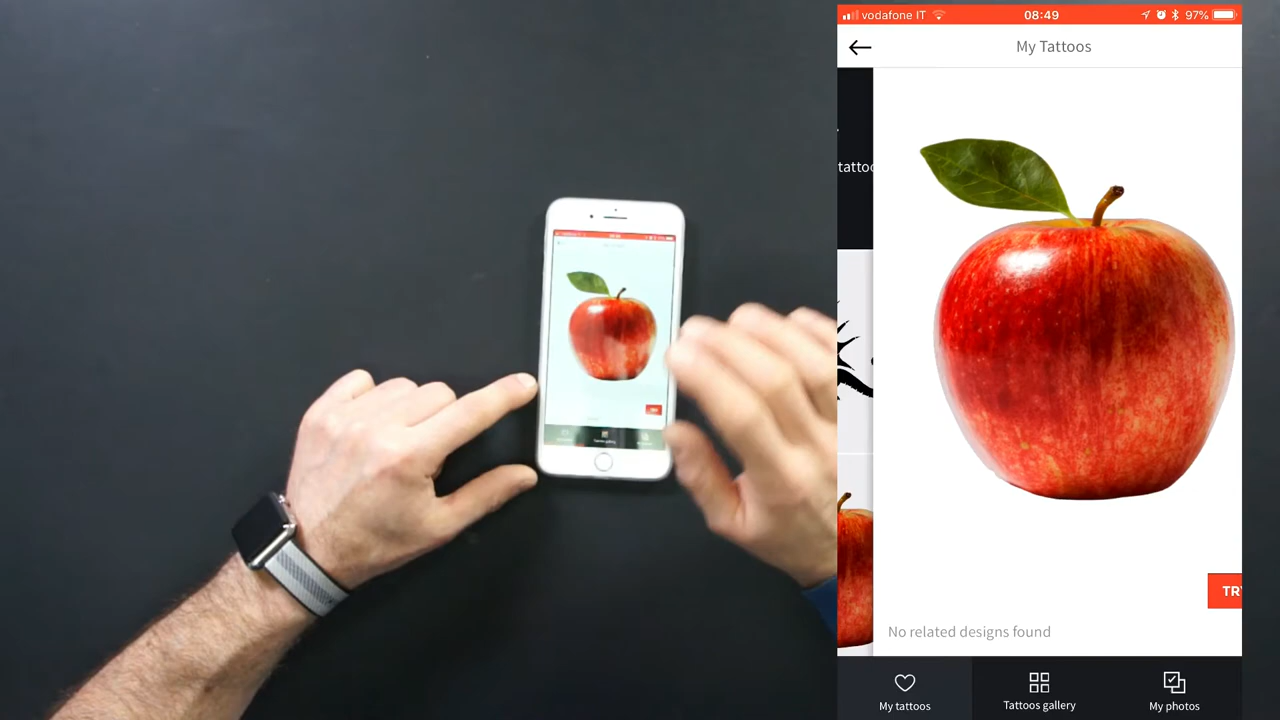 vodafone IT 08:49 97%
My Tattoos
tattoo
TR
No related designs found
My tattoos Tattoos gallery My photos